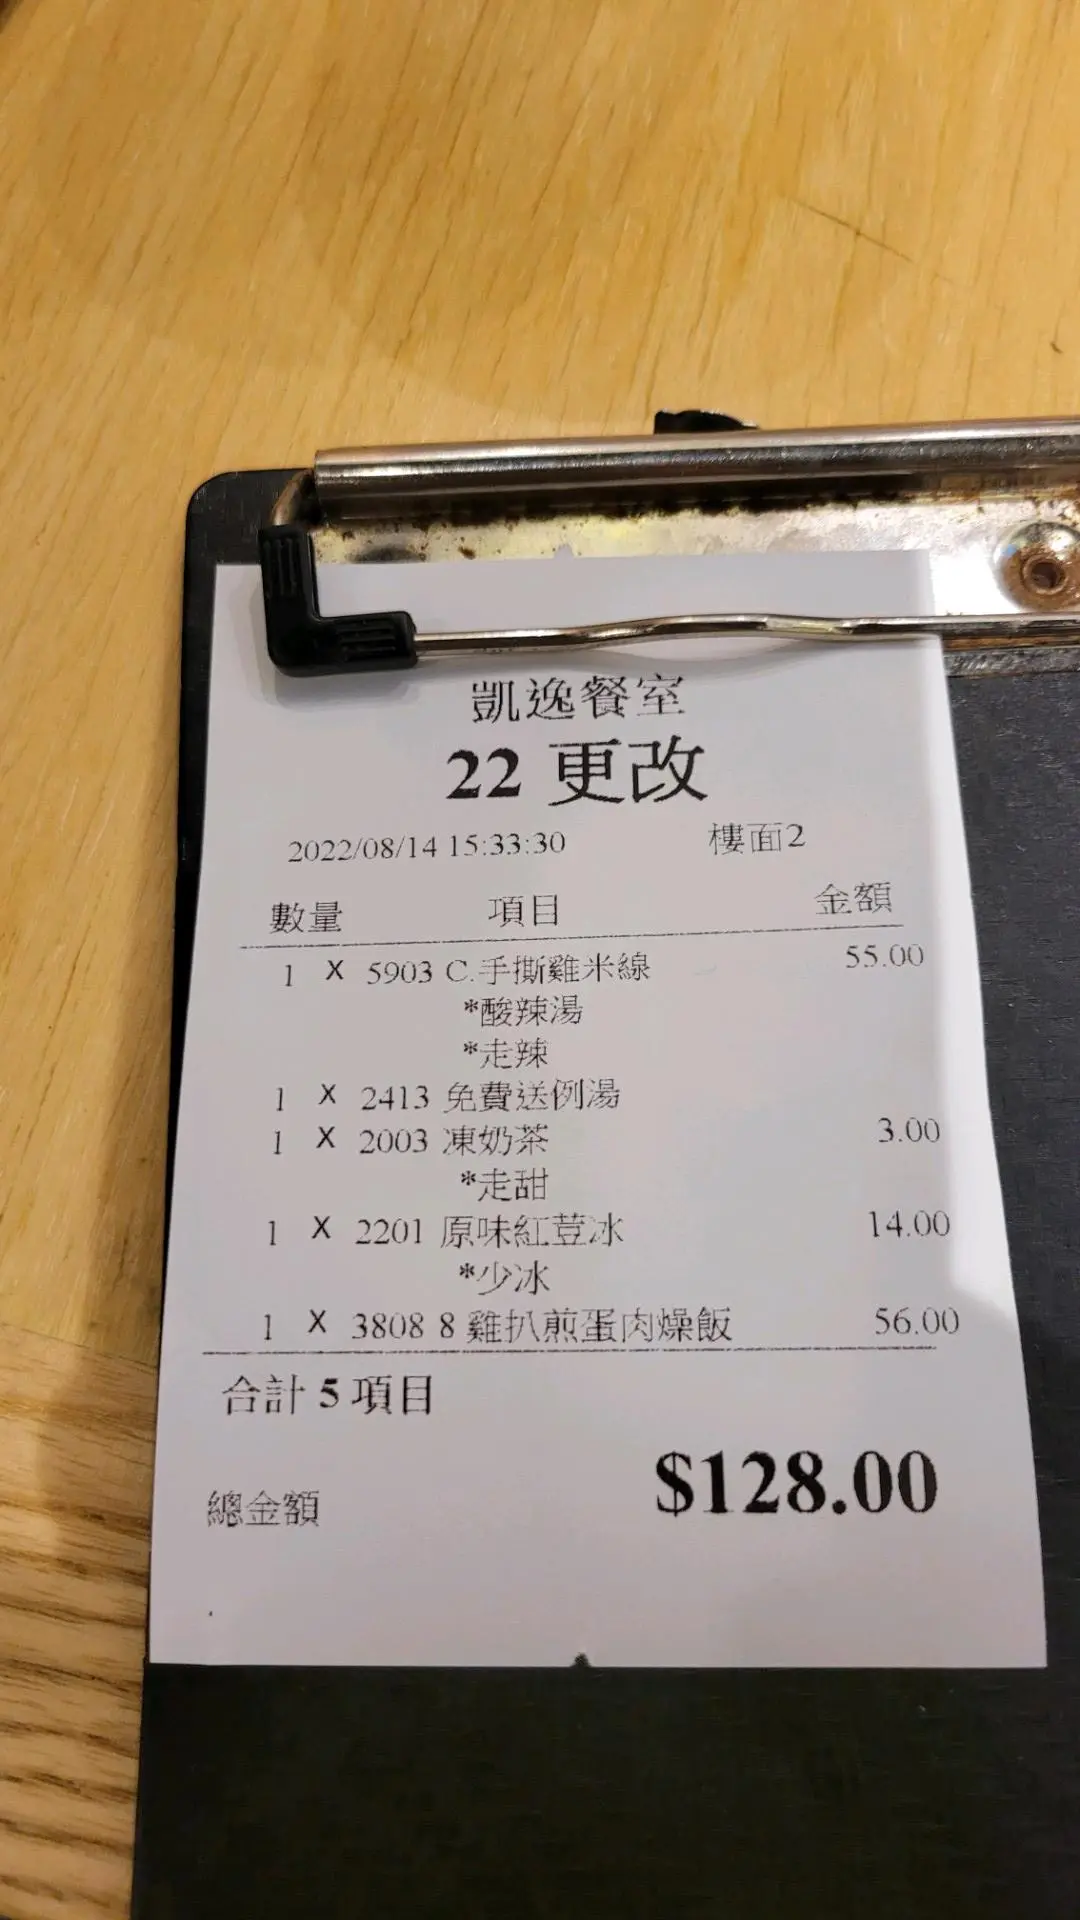 凱逸餐室
22 更改
2022/08/14 15:33:30 樓面2
數量 項目 金額
1 X 5903 C.手撕雞米線 55.00
*酸辣湯
*走辣
1 X 2413 免費送例湯
1 X 2003 凍奶茶 3.00
*走甜
1 X 2201 原味紅荳冰 14.00
*少冰
1 X 3808 8 雞扒煎蛋肉燥飯 56.00
合計 5 項目
總金額 $128.00